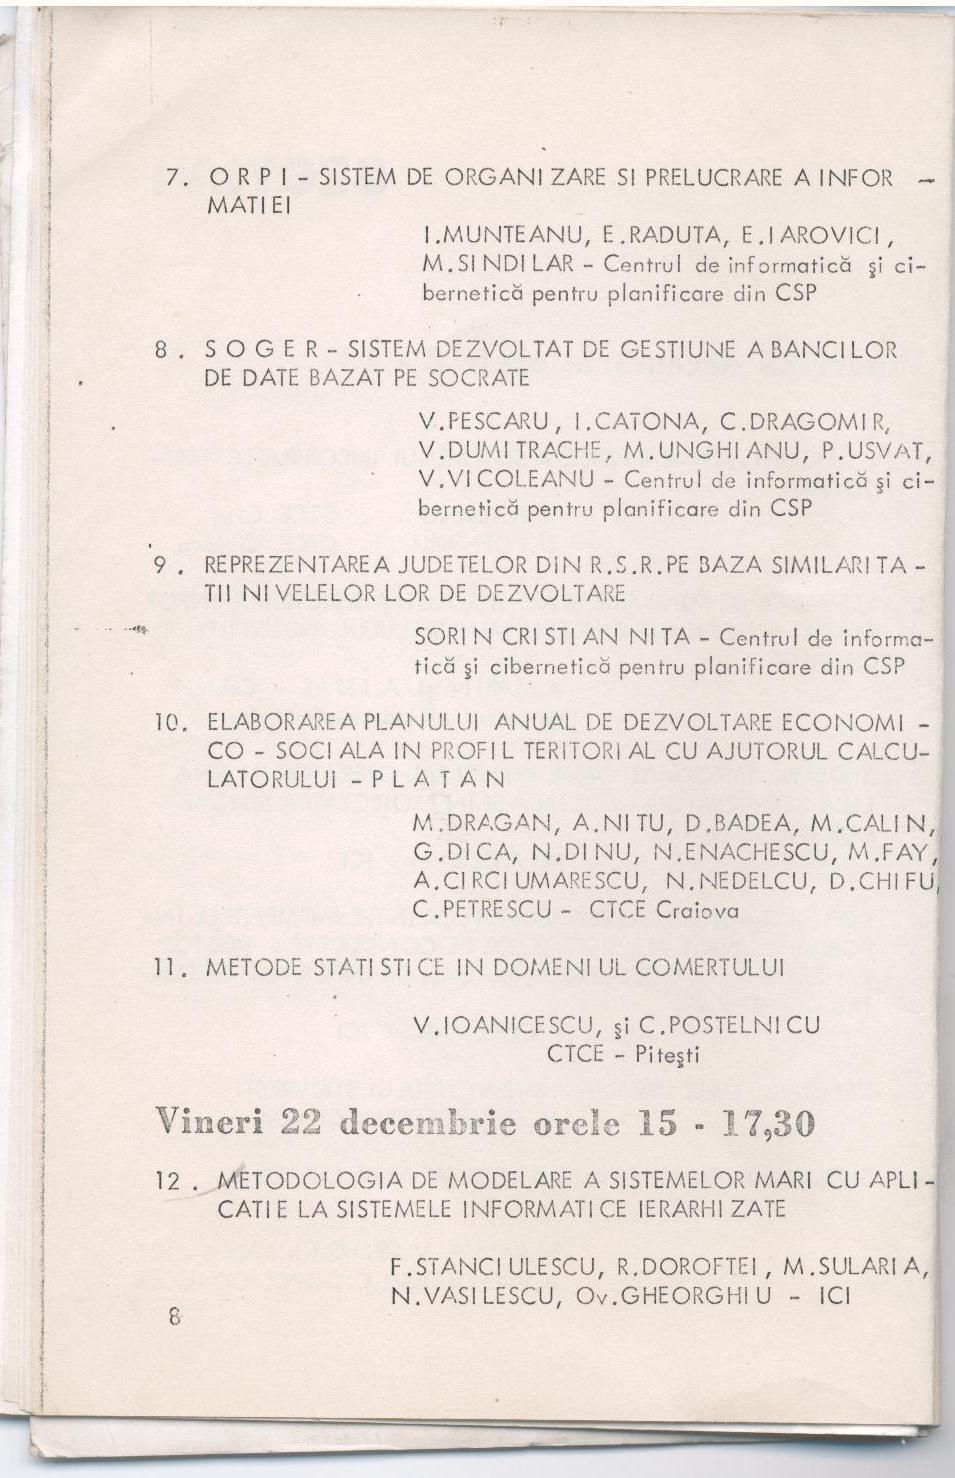 7. O R P I - SISTEM DE ORGANIZARE SI PRELUCRARE A INFOR -
MATIEI
I.MUNTEANU, E.RADUTA, E.IAROVICI,
M.SINDILAR - Centrul de informatică şi ci-
bernetică pentru planificare din CSP
8. S O G E R - SISTEM DEZVOLTAT DE GESTIUNE A BANCILOR
DE DATE BAZAT PE SOCRATE
V.PESCARU, I.CATONA, C.DRAGOMIR,
V.DUMITRACHE, M.UNGHIANU, P.USVAT,
V.VICOLEANU - Centrul de informatică şi ci-
bernetică pentru planificare din CSP
9. REPREZENTAREA JUDETELOR DIN R.S.R.PE BAZA SIMILARITA-
TII NIVELELOR LOR DE DEZVOLTARE
SORIN CRISTIAN NITA - Centrul de informa-
tică şi cibernetică pentru planificare din CSP
10. ELABORAREA PLANULUI ANUAL DE DEZVOLTARE ECONOMI -
CO - SOCIALA IN PROFIL TERITORIAL CU AJUTORUL CALCU-
LATORULUI - P L A T A N
M.DRAGAN, A.NITU, D.BADEA, M.CALIN,
G.DICA, N.DINU, N.ENACHESCU, M.FAY,
A.CIRCIUMARESCU, N.NEDELCU, D.CHIFU,
C.PETRESCU - CTCE Craiova
11. METODE STATISTICE IN DOMENIUL COMERTULUI
V.IOANICESCU, şi C.POSTELNICU
CTCE - Piteşti
Vineri 22 decembrie orele 15 - 17,30
12. METODOLOGIA DE MODELARE A SISTEMELOR MARI CU APLI-
CATIE LA SISTEMELE INFORMATICE IERARHIZATE
F.STANCIULESCU, R.DOROFTEI, M.SULARIA,
N.VASILESCU, Ov.GHEORGHIU - ICI
8